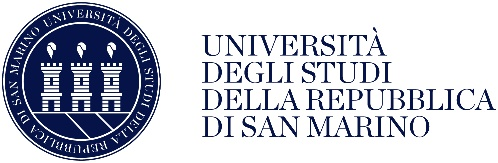 UNIVERSITÀ DEGLI STUDI DELLA REPUBBLICA DI SAN MARINO
UNIVERSITÀ
DEGLI STUDI
DELLA REPUBBLICA
DI SAN MARINO